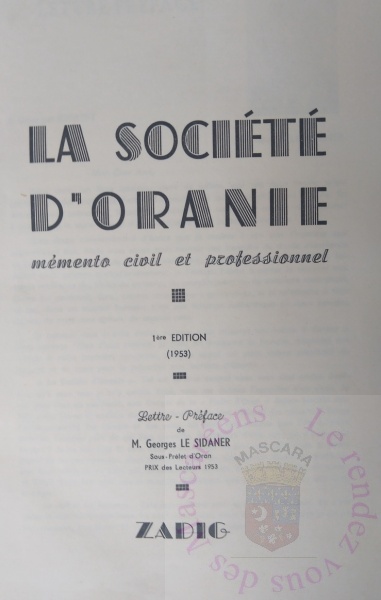 LA SOCIÉTÉ
D'ORANIE
mémento civil et professionnel
1ère EDITION
(1953)
Lettre - Préface
de
M. Georges LE SIDANER
Sous-Préfet d'Oran
PRIX des Lecteurs 1953
ZADIG
MASCARA
Le rendez vous des Mascaréens